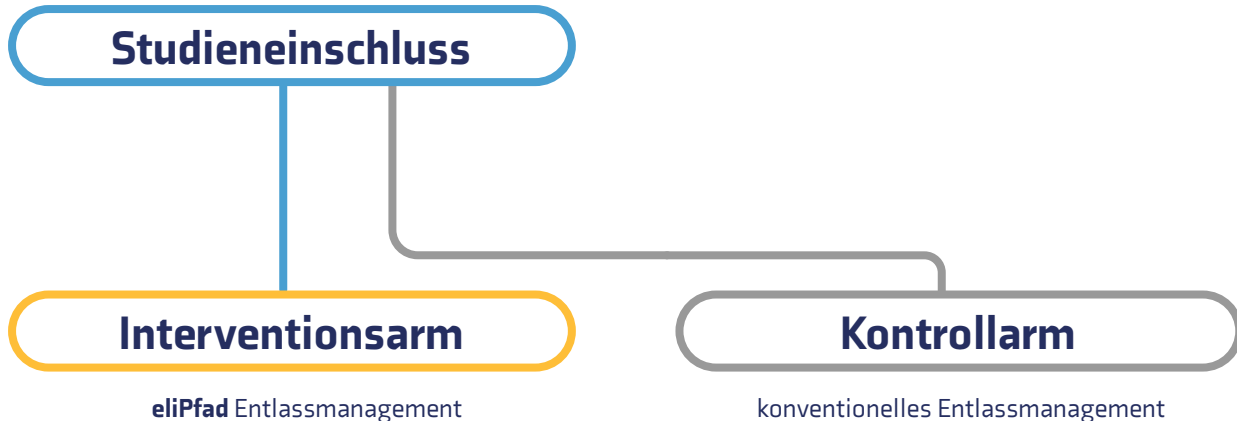 Studieneinschluss
Interventionsarm
Kontrollarm
eliPfad Entlassmanagement
konventionelles Entlassmanagement